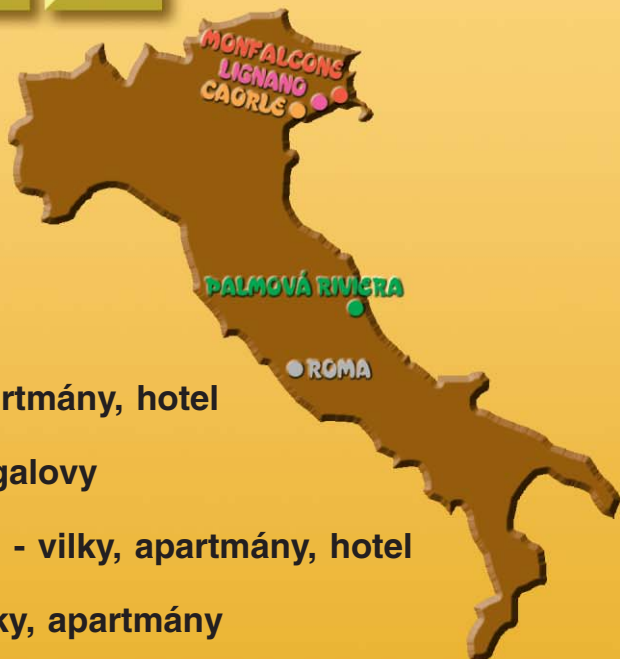 MONFALCONE
LIGNANO
CAORLE
PALMOVÁ RIVIERA
ROMA
rtmány, hotel
galovy
- vilky, apartmány, hotel
ky, apartmány